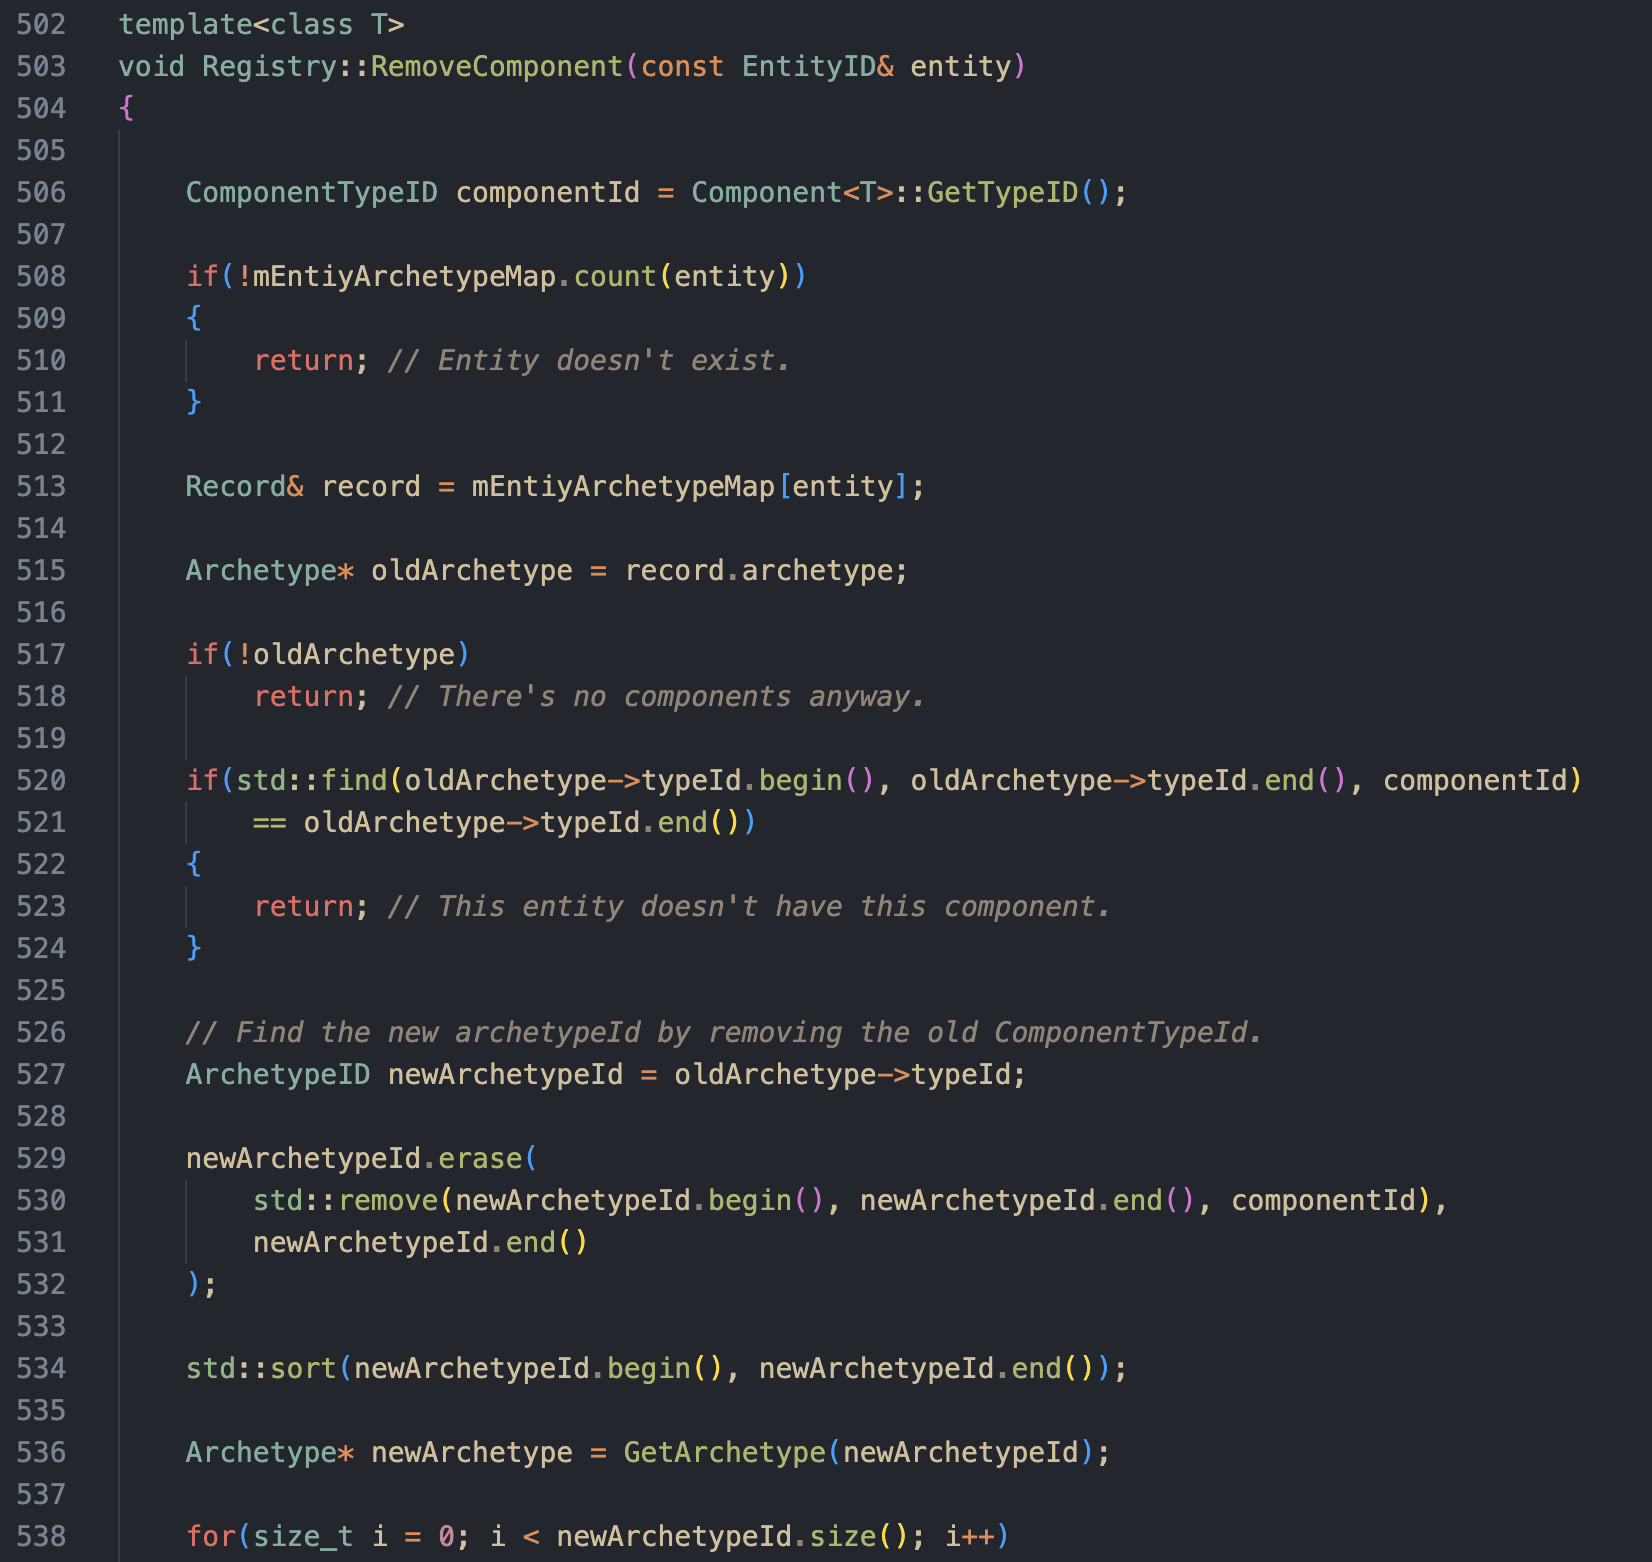 502 template<class T>
503 void Registry::RemoveComponent(const EntityID& entity)
504 {
505
506     ComponentTypeID componentId = Component<T>::GetTypeID();
507
508     if(!mEntiyArchetypeMap.count(entity))
509     {
510         return; // Entity doesn't exist.
511     }
512
513     Record& record = mEntiyArchetypeMap[entity];
514
515     Archetype* oldArchetype = record.archetype;
516
517     if(!oldArchetype)
518         return; // There's no components anyway.
519
520     if(std::find(oldArchetype->typeId.begin(), oldArchetype->typeId.end(), componentId)
521         == oldArchetype->typeId.end())
522     {
523         return; // This entity doesn't have this component.
524     }
525
526     // Find the new archetypeId by removing the old ComponentTypeId.
527     ArchetypeID newArchetypeId = oldArchetype->typeId;
528
529     newArchetypeId.erase(
530         std::remove(newArchetypeId.begin(), newArchetypeId.end(), componentId),
531         newArchetypeId.end()
532     );
533
534     std::sort(newArchetypeId.begin(), newArchetypeId.end());
535
536     Archetype* newArchetype = GetArchetype(newArchetypeId);
537
538     for(size_t i = 0; i < newArchetypeId.size(); i++)